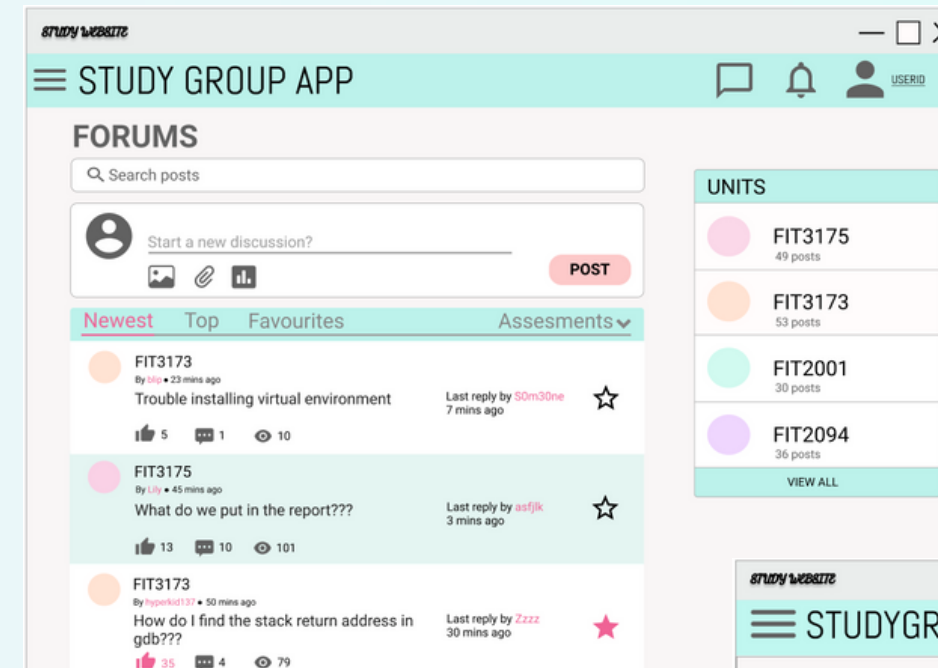 STUDY WEBSITE
STUDY GROUP APP
USERID
FORUMS
Search posts
Start a new discussion?
POST
Newest Top Favourites Assesments
FIT3173
By blip • 23 mins ago
Trouble installing virtual environment
Last reply by S0m30ne
7 mins ago
5 1 10
FIT3175
By Lily • 45 mins ago
What do we put in the report???
Last reply by asfjlk
3 mins ago
13 10 101
FIT3173
By hyperkid137 • 50 mins ago
How do I find the stack return address in
gdb???
Last reply by Zzzz
30 mins ago
35 4 79
UNITS
FIT3175
49 posts
FIT3173
53 posts
FIT2001
30 posts
FIT2094
36 posts
VIEW ALL
STUDY WEBSITE
STUDYGR